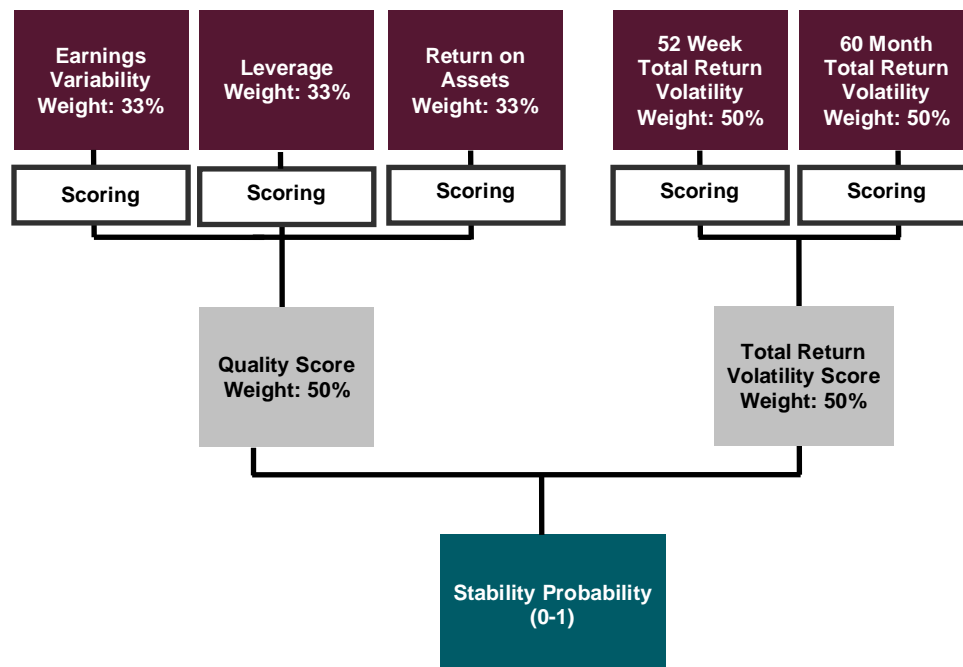 Earnings
Variability
Weight: 33%
Leverage
Weight: 33%
Return on
Assets
Weight: 33%
52 Week
Total Return
Volatility
Weight: 50%
60 Month
Total Return
Volatility
Weight: 50%
Scoring
Scoring
Scoring
Scoring
Scoring
Quality Score
Weight: 50%
Total Return
Volatility Score
Weight: 50%
Stability Probability
(0-1)